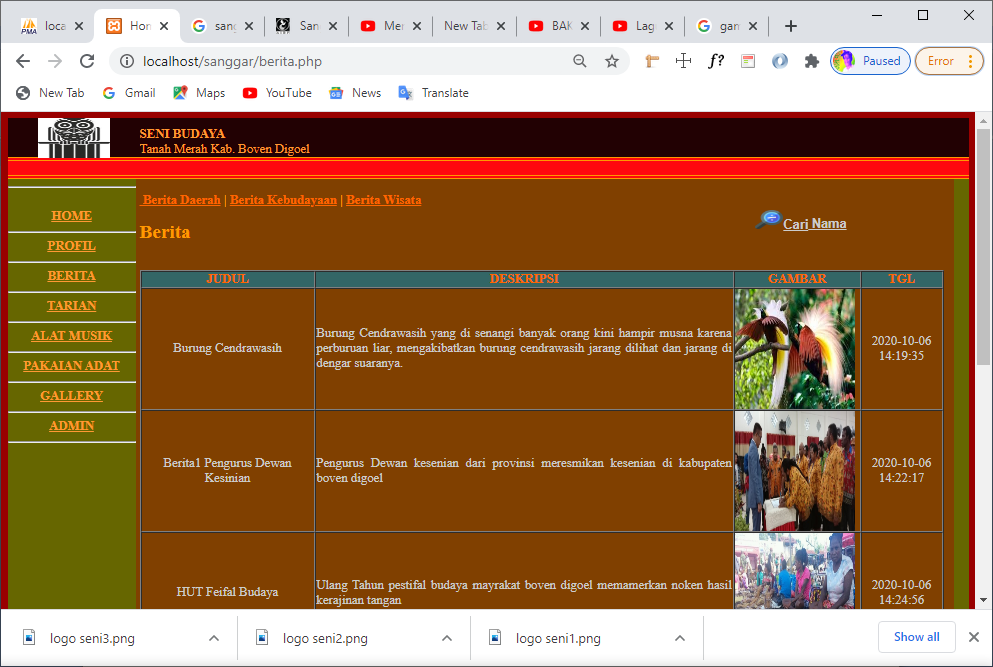 PMA loca
Hon
sang
San
Mer
New Tab
BAK
Lag
gam
localhost/sanggar/berita.php
f?
Paused
Error
New Tab
Gmail
Maps
YouTube
News
Translate
SENI BUDAYA
Tanah Merah Kab. Boven Digoel
HOME
PROFIL
BERITA
TARIAN
ALAT MUSIK
PAKAIAN ADAT
GALLERY
ADMIN
Berita Daerah | Berita Kebudayaan | Berita Wisata
Berita
Cari Nama
JUDUL DESKRIPSI GAMBAR TGL
Burung Cendrawasih
Burung Cendrawasih yang di senangi banyak orang kini hampir musna karena
perburuan liar, mengakibatkan burung cendrawasih jarang dilihat dan jarang di
dengar suaranya.
2020-10-06
14:19:35
Berita1 Pengurus Dewan
Kesinian
Pengurus Dewan kesenian dari provinsi meresmikan kesenian di kabupaten
boven digoel
2020-10-06
14:22:17
HUT Feifal Budaya
Ulang Tahun pestifal budaya mayrakat boven digoel memamerkan noken hasil
kerajinan tangan
2020-10-06
14:24:56
logo seni3.png
logo seni2.png
logo seni1.png
Show all